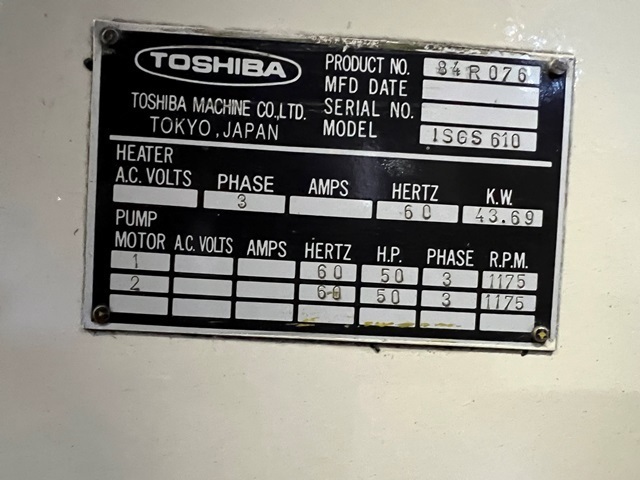 TOSHIBA
TOSHIBA MACHINE CO., LTD.
TOKYO, JAPAN
PRODUCT NO. 84R076
MFD DATE
SERIAL NO.
MODEL ISGS 610
HEATER
A.C. VOLTS PHASE AMPS HERTZ K.W.
3 60 43.69
PUMP
MOTOR A.C. VOLTS AMPS HERTZ H.P. PHASE R.P.M.
1 60 50 3 1175
2 60 50 3 1175